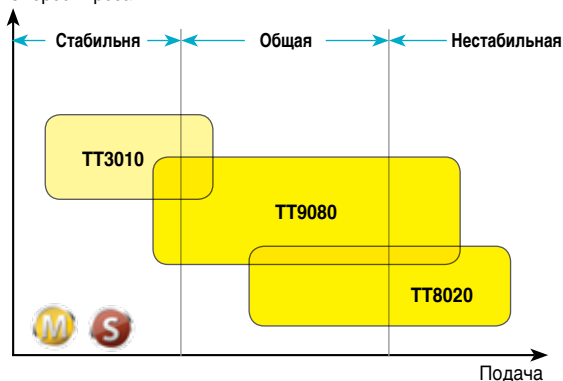 Стабильня Общая Нестабильная
TT3010
TT9080
TT8020
M S
Подача